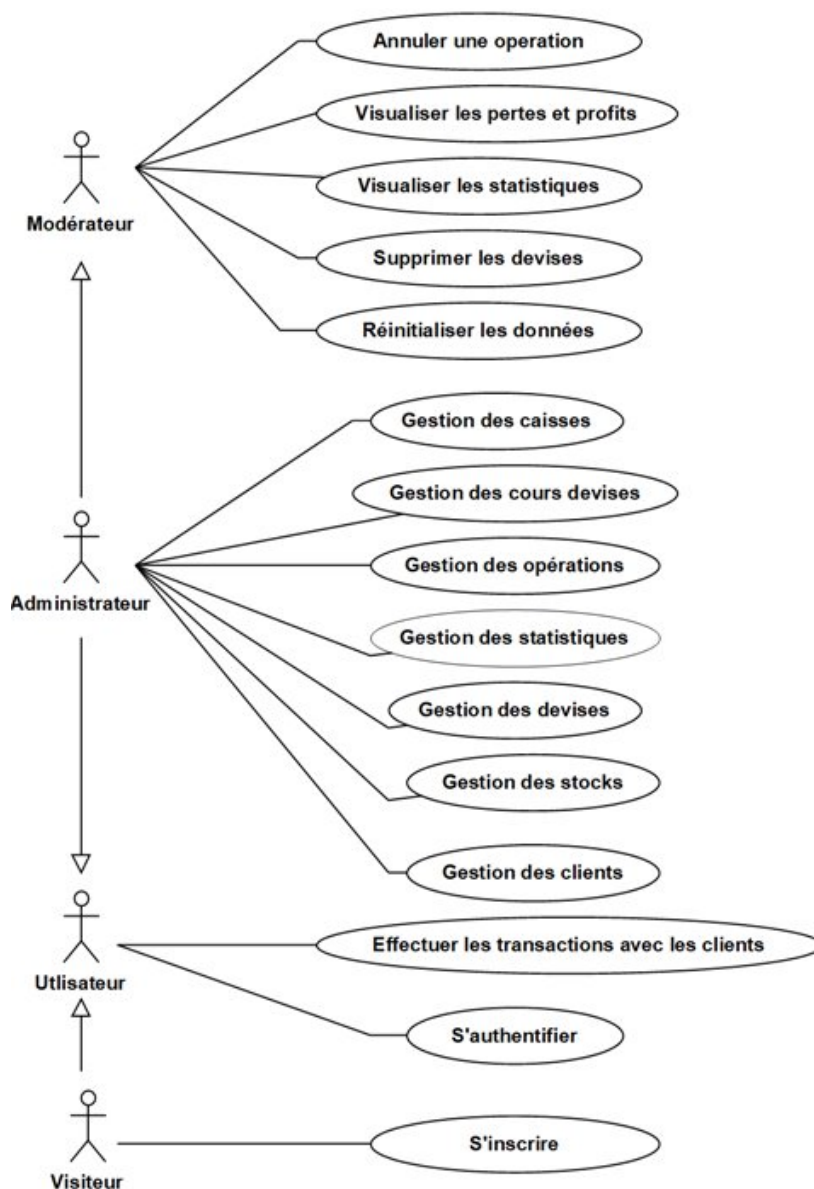 Annuler une operation
Visualiser les pertes et profits
Modérateur
Visualiser les statistiques
Supprimer les devises
Réinitialiser les données
Gestion des caisses
Gestion des cours devises
Gestion des opérations
Administrateur
Gestion des statistiques
Gestion des devises
Gestion des stocks
Gestion des clients
Effectuer les transactions avec les clients
Utlisateur
S'authentifier
S'inscrire
Visiteur